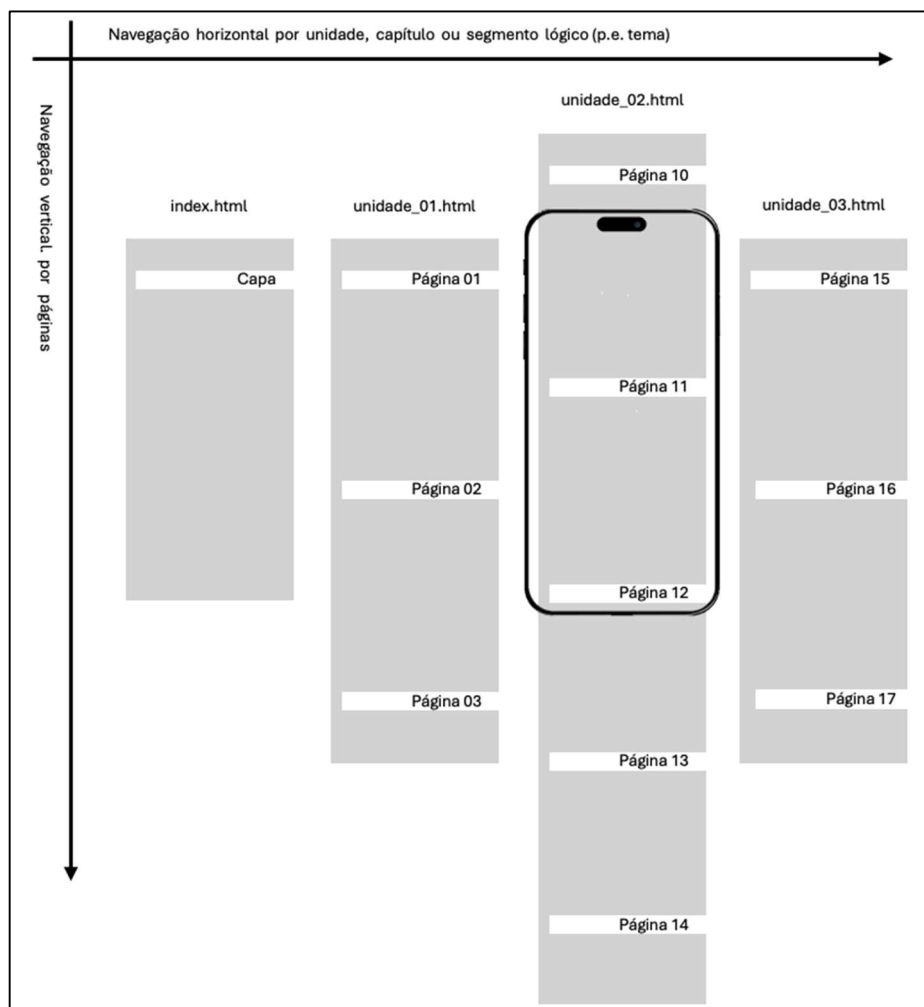 Navegação horizontal por unidade, capítulo ou segmento lógico (p.e. tema)
Navegação vertical. por páginas
index.html
Capa
unidade_01.html
Página 01
Página 02
Página 03
unidade_02.html
Página 10
Página 11
Página 12
Página 13
Página 14
unidade_03.html
Página 15
Página 16
Página 17